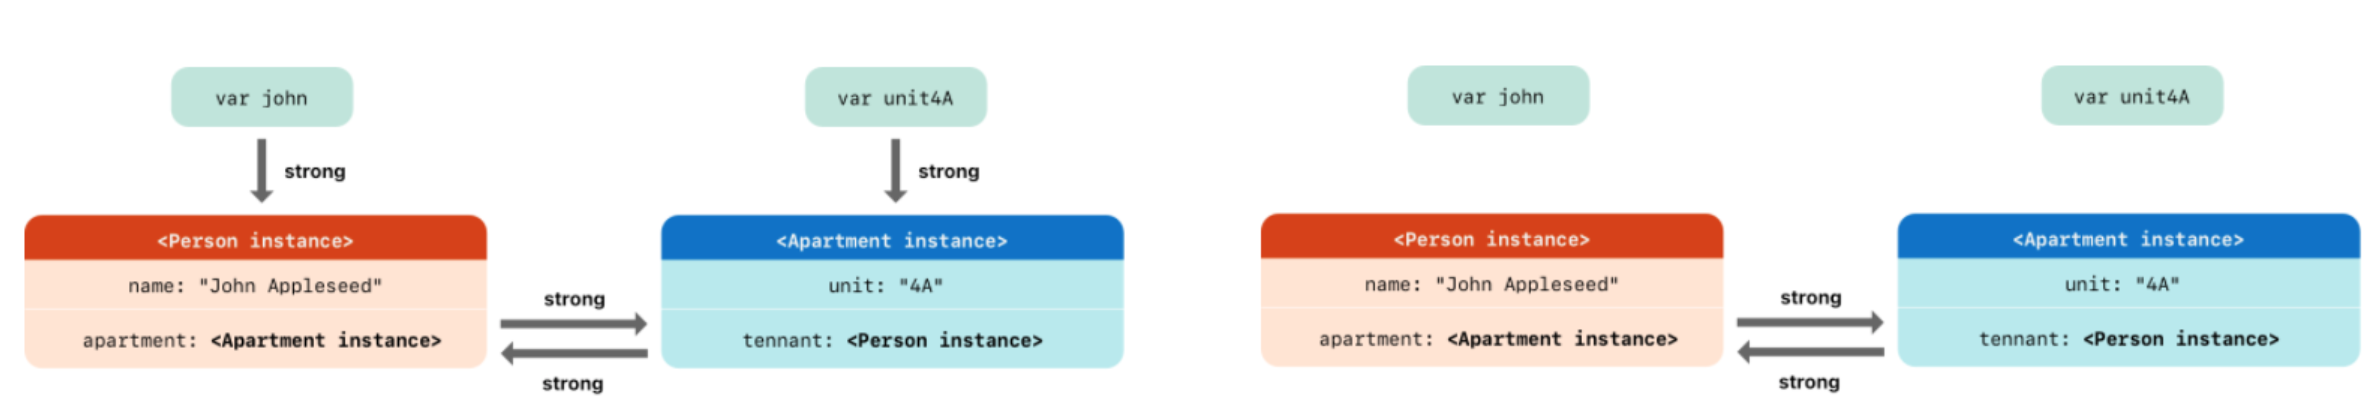 var john
var unit4A
strong
strong
<Person instance>
name: "John Appleseed"
apartment: <Apartment instance>
strong
strong
<Apartment instance>
unit: "4A"
tennant: <Person instance>
var john
var unit4A
<Person instance>
name: "John Appleseed"
apartment: <Apartment instance>
strong
strong
<Apartment instance>
unit: "4A"
tennant: <Person instance>